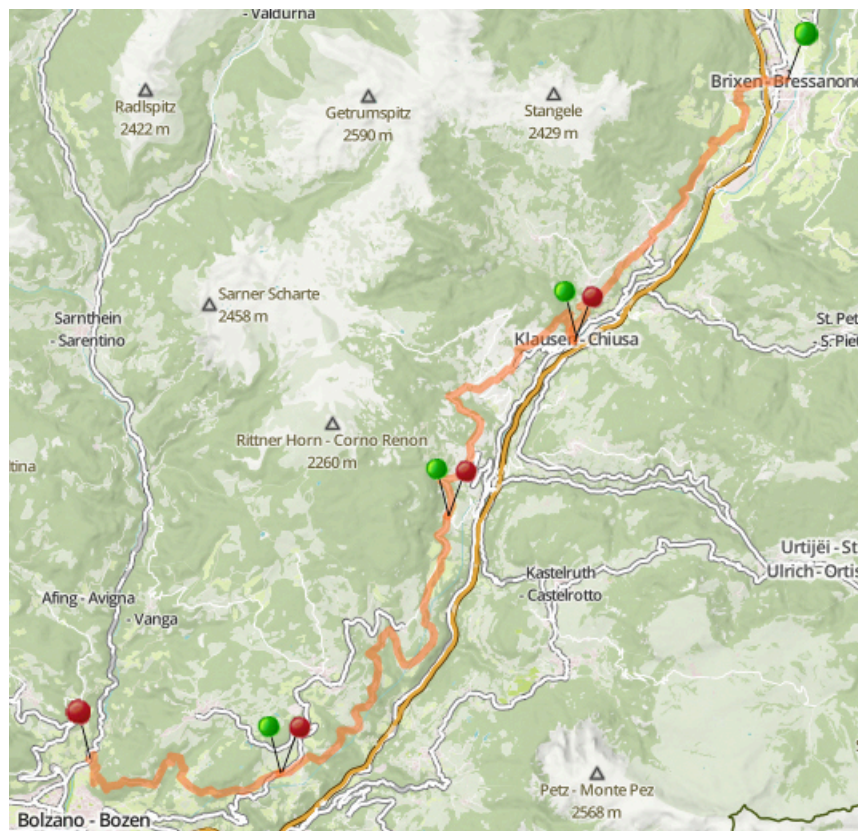 - Valdurna
Radlspitz
2422 m
Getrumspitz
2590 m
Stangele
2429 m
Brixen - Bressanone
Sarner Scharte
2458 m
Sarnthein
- Sarentino
St. Pet
- S. Pie
Klausen - Chiusa
Rittner Horn - Corno Renon
2260 m
tina
Urtijëi - St
Ulrich - Ortis
Kastelruth
- Castelrotto
Afing - Avigna
- Vanga
Petz - Monte Pez
2568 m
Bolzano - Bozen